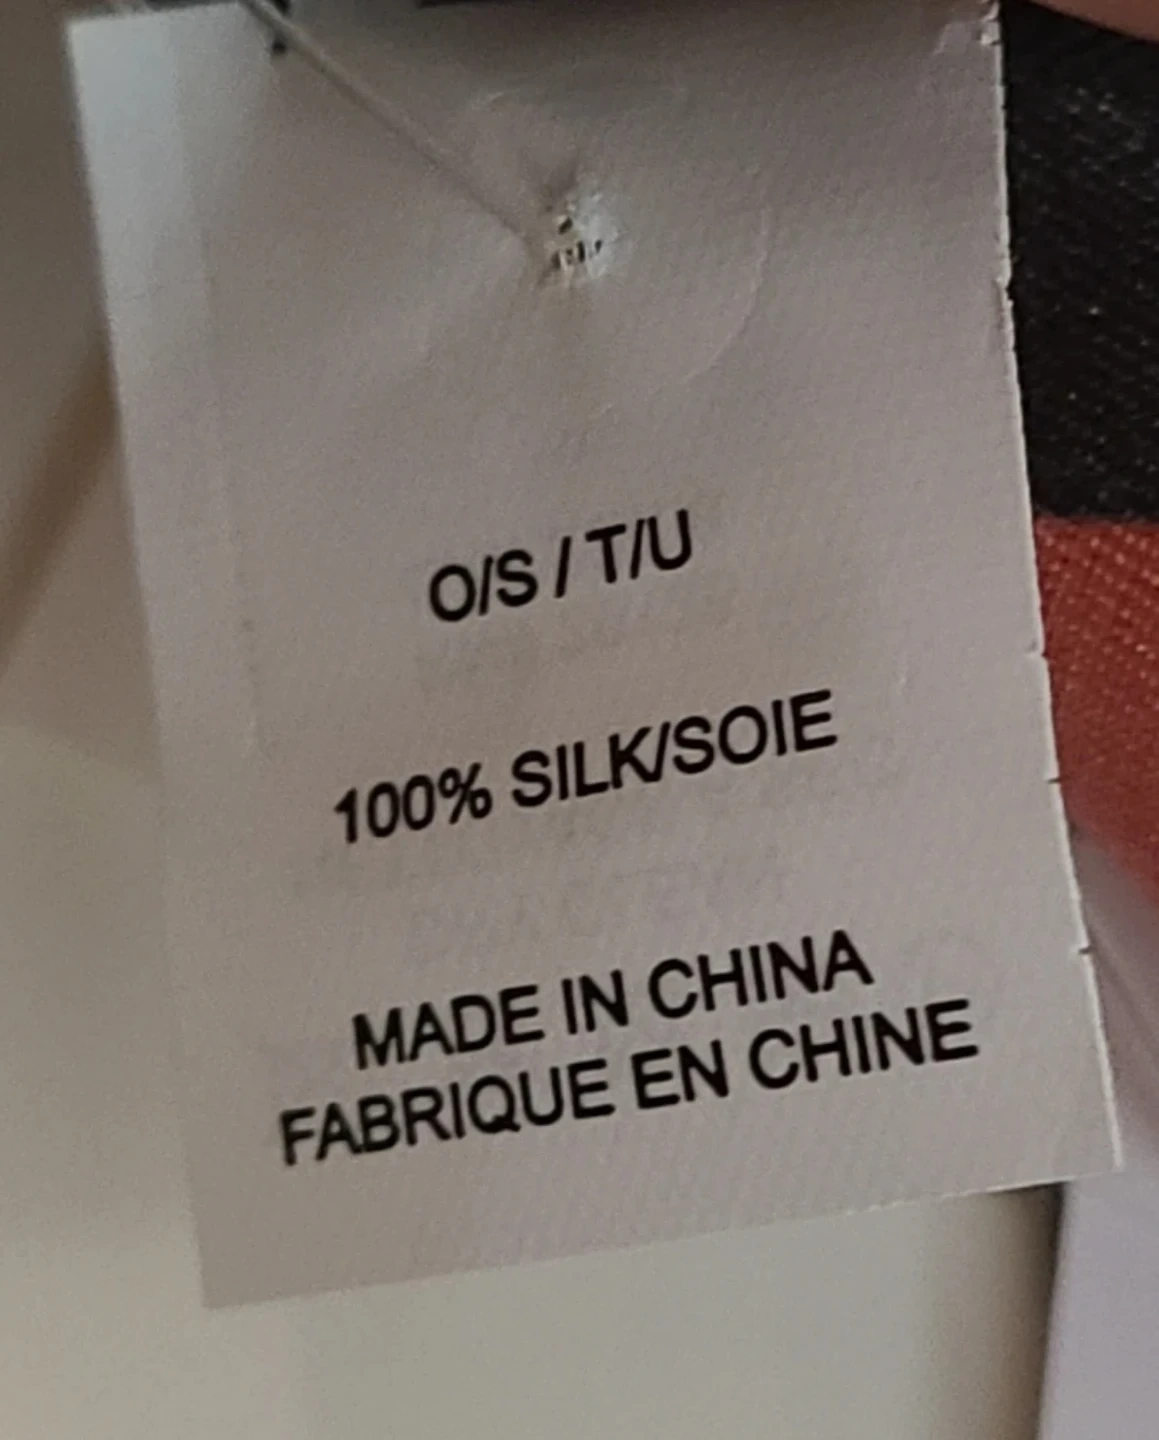 O/S / T/U
100% SILK/SOIE
MADE IN CHINA
FABRIQUE EN CHINE